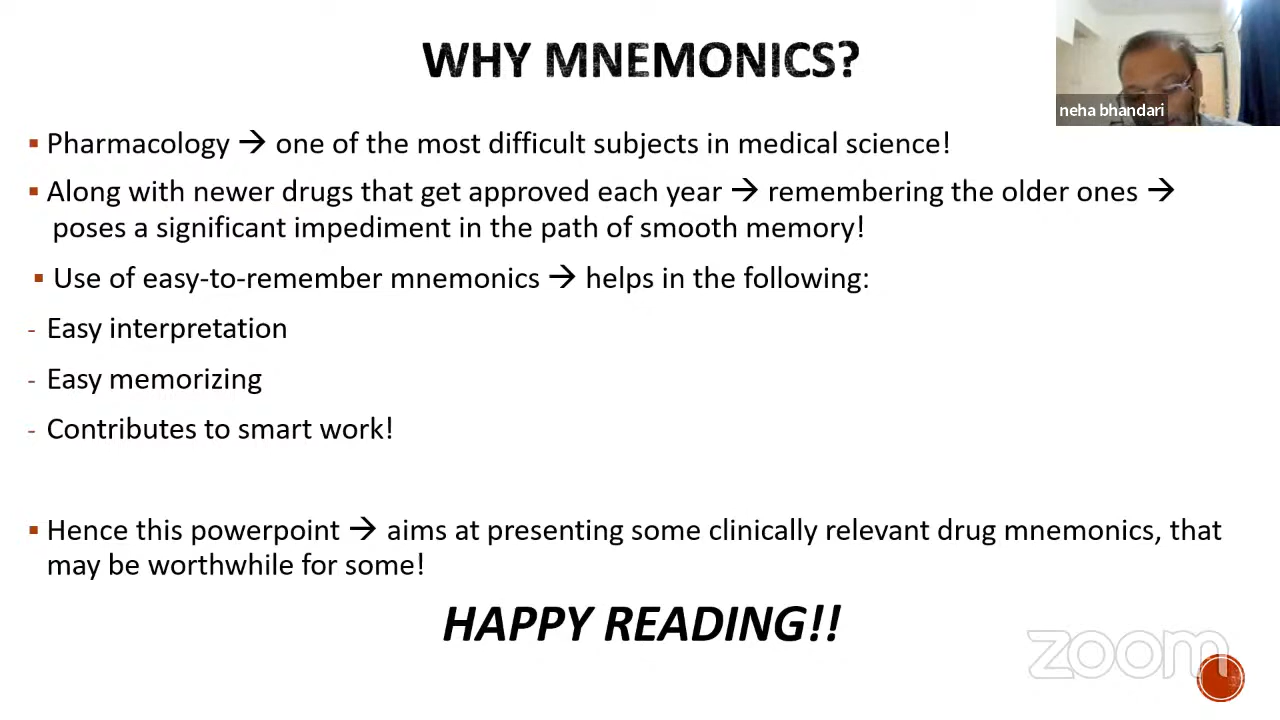 WHY MNEMONICS?
neha bhandari
▪ Pharmacology → one of the most difficult subjects in medical science!
▪ Along with newer drugs that get approved each year → remembering the older ones →
poses a significant impediment in the path of smooth memory!
▪ Use of easy-to-remember mnemonics → helps in the following:
- Easy interpretation
- Easy memorizing
- Contributes to smart work!
▪ Hence this powerpoint → aims at presenting some clinically relevant drug mnemonics, that
may be worthwhile for some!
HAPPY READING!!
zoom